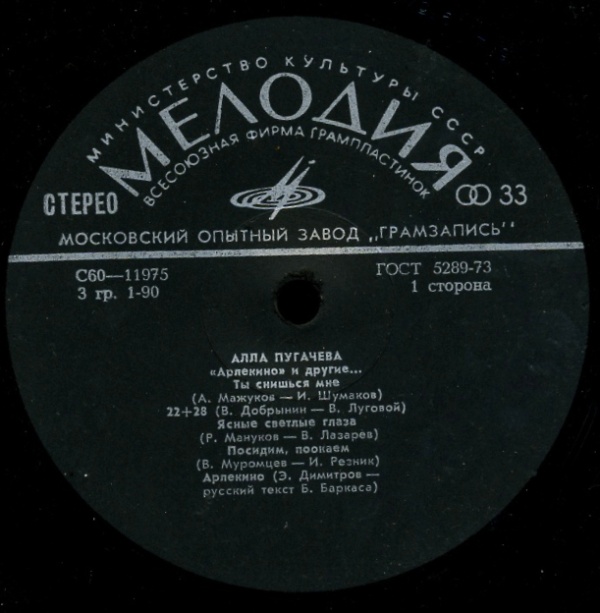 МИНИСТЕРСТВО КУЛЬТУРЫ СССР
МЕЛОДИЯ
ВСЕСОЮЗНАЯ ФИРМА ГРАМПЛАСТИНОК
СТЕРЕО
33
МОСКОВСКИЙ ОПЫТНЫЙ ЗАВОД „ГРАМЗАПИСЬ"
С60—11975
ГОСТ 5289-73
3 гр. 1-90
1 сторона
АЛЛА ПУГАЧЕВА
«Арлекино» и другие...
Ты снишься мне
(А. Мажуков — И. Шумаков)
22+28 (В. Добрынин — В. Луговой)
Ясные светлые глаза
(Р. Мануков — В. Лазарев)
Посидим, поокаем
(В. Муромцев — И. Резник)
Арлекино (Э. Димитров —
русский текст Б. Баркаса)